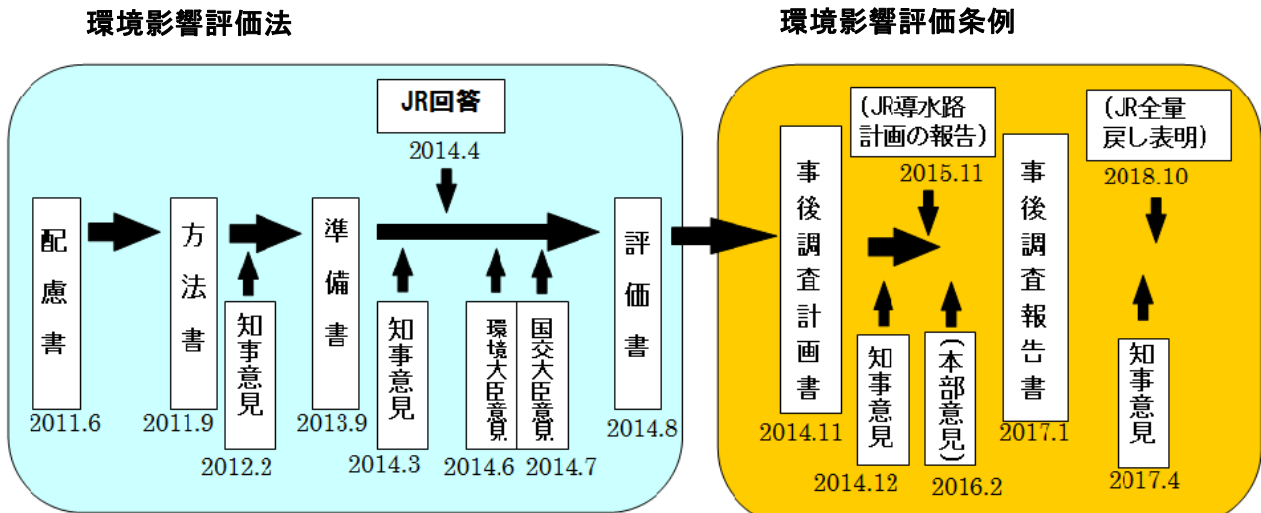 環境影響評価法
環境影響評価条例
JR回答
2014.4
配慮書
2011.6
方法書
2011.9
知事意見
2012.2
準備書
2013.9
知事意見
2014.3
環境大臣意見
2014.6
国交大臣意見
2014.7
評価書
2014.8
事後調査計画書
2014.11
知事意見
2014.12
(JR導水路
計画の報告)
2015.11
(本部意見)
2016.2
事後調査報告書
2017.1
(JR全量
戻し表明)
2018.10
知事意見
2017.4